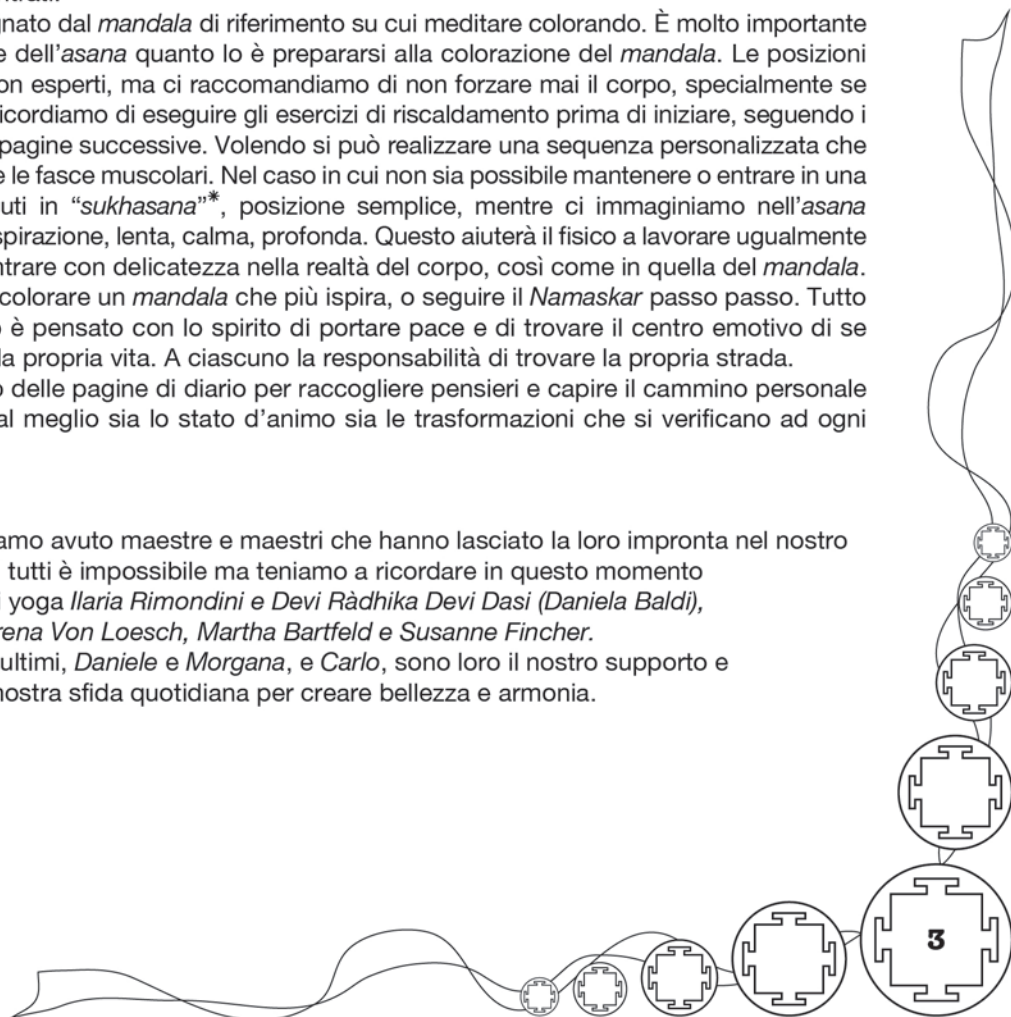 gnato dal mandala di riferimento su cui meditare colorando. È molto importante
e dell'asana quanto lo è prepararsi alla colorazione del mandala. Le posizioni
on esperti, ma ci raccomandiamo di non forzare mai il corpo, specialmente se
icordiamo di eseguire gli esercizi di riscaldamento prima di iniziare, seguendo i
pagine successive. Volendo si può realizzare una sequenza personalizzata che
e le fasce muscolari. Nel caso in cui non sia possibile mantenere o entrare in una
uti in “sukhasana”*, posizione semplice, mentre ci immaginiamo nell'asana
spirazione, lenta, calma, profonda. Questo aiuterà il fisico a lavorare ugualmente
ntrare con delicatezza nella realtà del corpo, così come in quella del mandala.
colorare un mandala che più ispira, o seguire il Namaskar passo passo. Tutto
o è pensato con lo spirito di portare pace e di trovare il centro emotivo di se
la propria vita. A ciascuno la responsabilità di trovare la propria strada.
o delle pagine di diario per raccogliere pensieri e capire il cammino personale
al meglio sia lo stato d'animo sia le trasformazioni che si verificano ad ogni
amo avuto maestre e maestri che hanno lasciato la loro impronta nel nostro
tutti è impossibile ma teniamo a ricordare in questo momento
i yoga Ilaria Rimondini e Devi Ràdhika Devi Dasi (Daniela Baldi),
rena Von Loesch, Martha Bartfeld e Susanne Fincher.
ultimi, Daniele e Morgana, e Carlo, sono loro il nostro supporto e
nostra sfida quotidiana per creare bellezza e armonia.
3